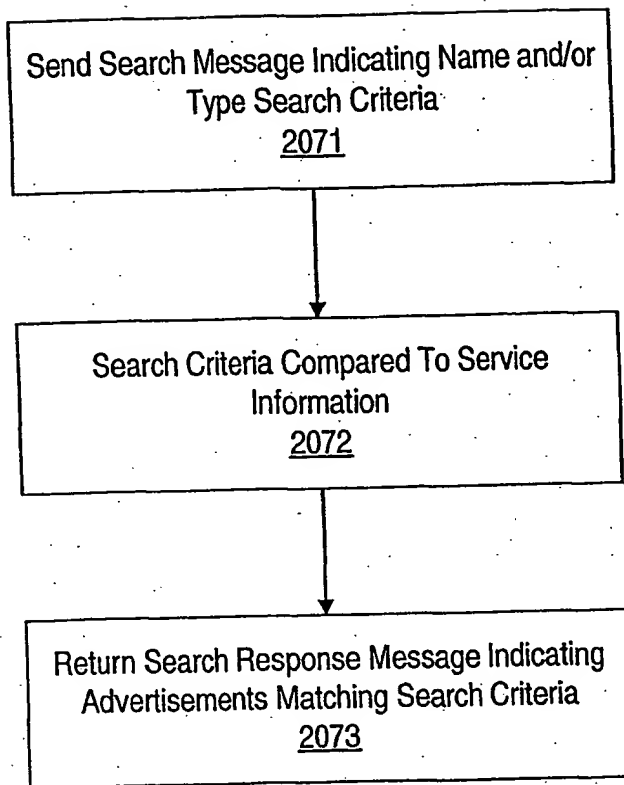 Send Search Message Indicating Name and/or
Type Search Criteria
2071
Search Criteria Compared To Service
Information
2072
Return Search Response Message Indicating
Advertisements Matching Search Criteria
2073